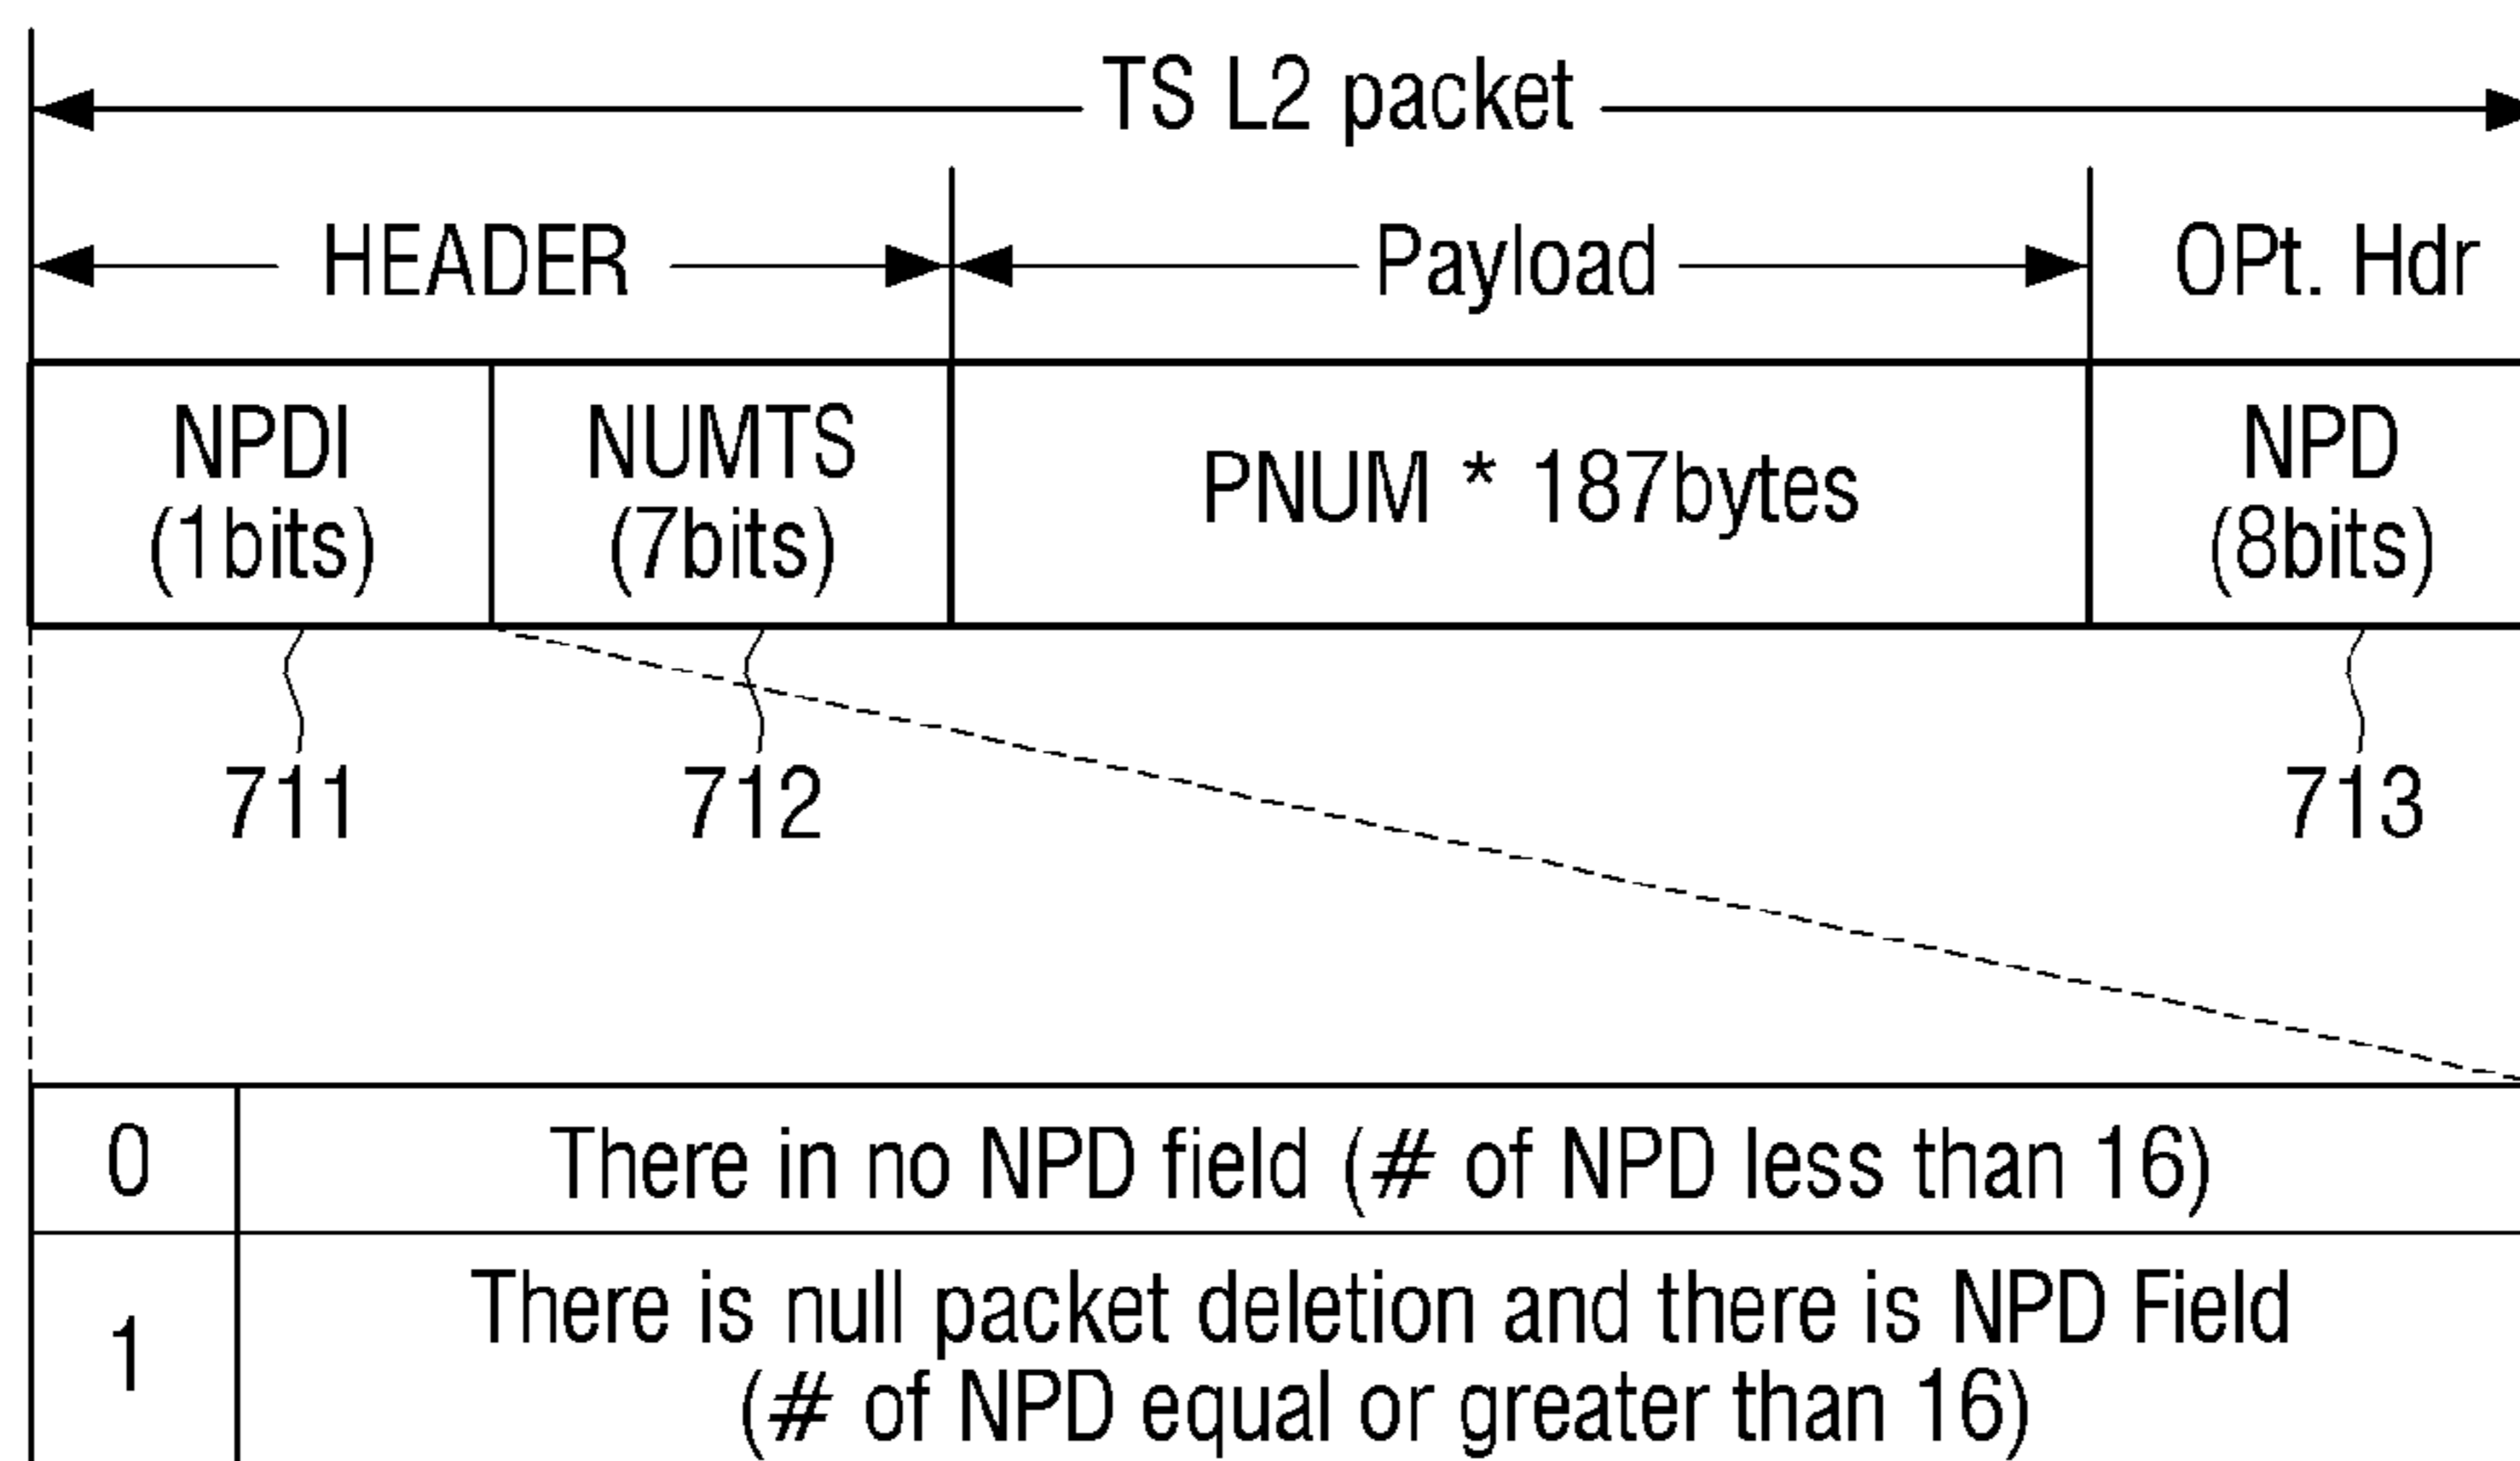 TS L2 packet
HEADER Payload OPt. Hdr
NPDI NUMTS PNUM * 187bytes NPD
(1bits) (7bits) (8bits)
711 712 713
0 There in no NPD field (# of NPD less than 16)
1 There is null packet deletion and there is NPD Field
(# of NPD equal or greater than 16)